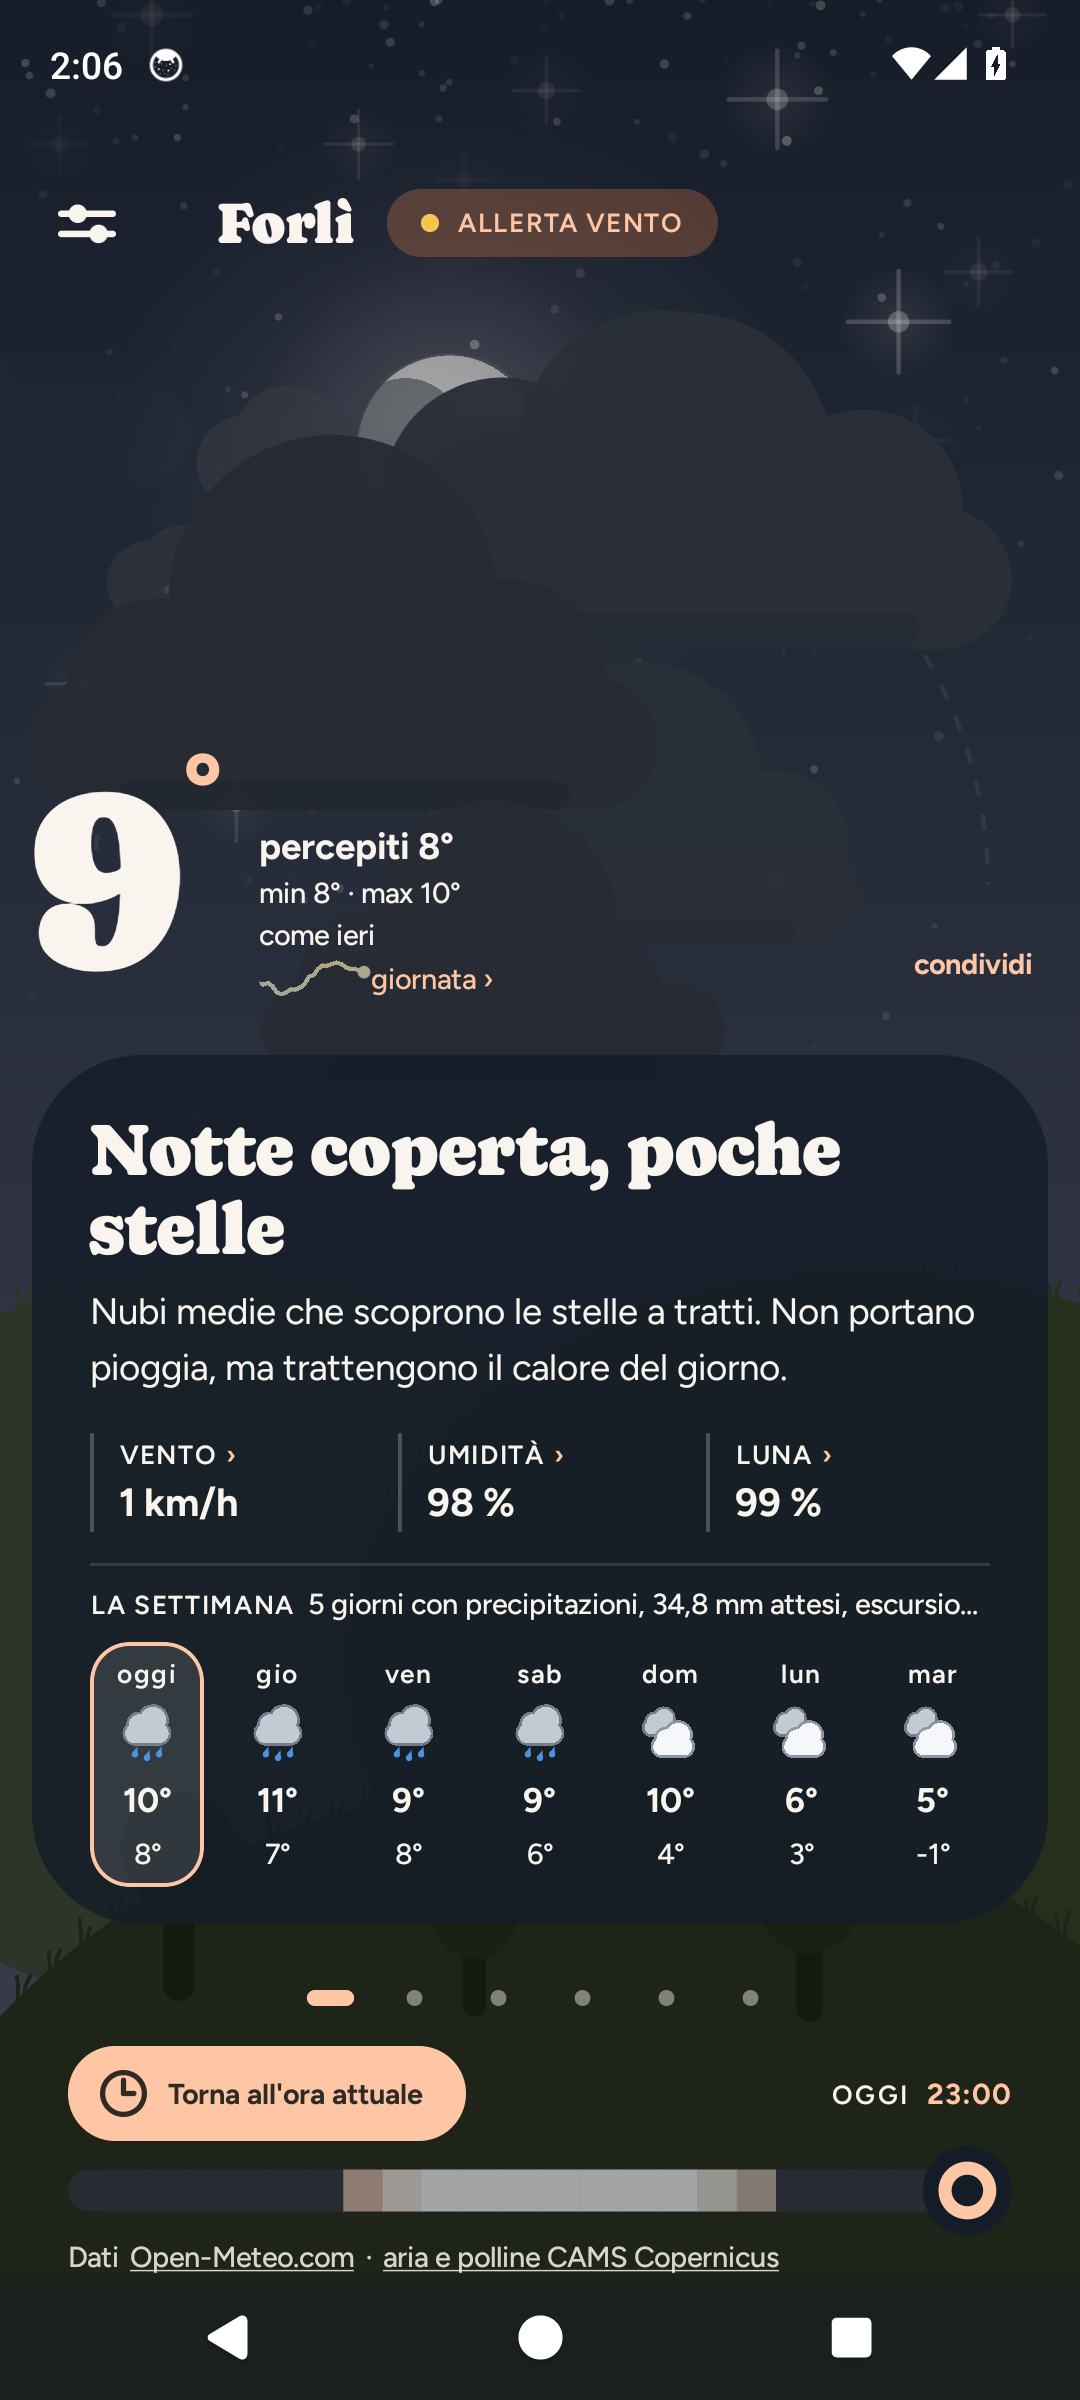 2:06
Forlì
ALLERTA VENTO
9°
percepiti 8°
min 8° · max 10°
come ieri
giornata ›
condividi
Notte coperta, poche
stelle
Nubi medie che scoprono le stelle a tratti. Non portano
pioggia, ma trattengono il calore del giorno.
VENTO › UMIDITÀ › LUNA ›
1 km/h 98 % 99 %
LA SETTIMANA 5 giorni con precipitazioni, 34,8 mm attesi, escursio...
oggi gio ven sab dom lun mar
10° 11° 9° 9° 10° 6° 5°
8° 7° 8° 6° 4° 3° -1°
Torna all'ora attuale
OGGI 23:00
Dati Open-Meteo.com · aria e polline CAMS Copernicus